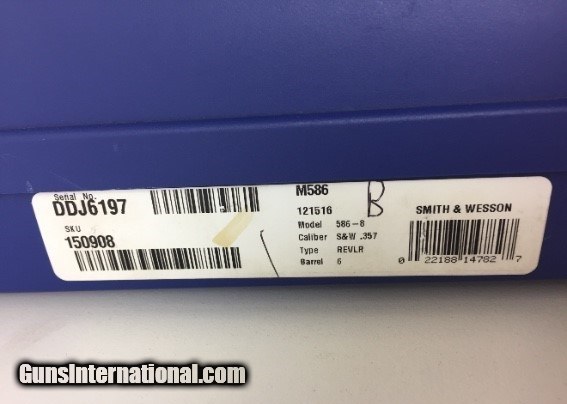 Serial No.
DDJ6197
SKU
150908
M586
B
121516
Model 586-8
Caliber S&W .357
Type REVLR
Barrel 6
SMITH & WESSON
0 22188 14782 7
GunsInternational.com